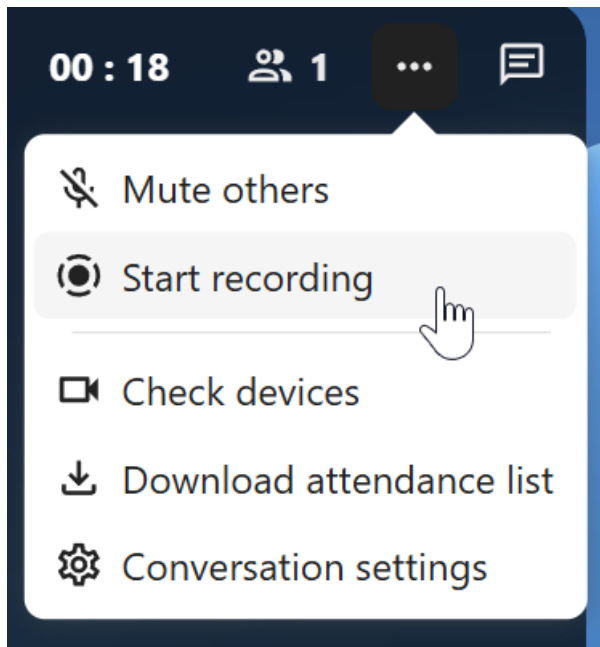 00 : 18 1
Mute others
Start recording
Check devices
Download attendance list
Conversation settings